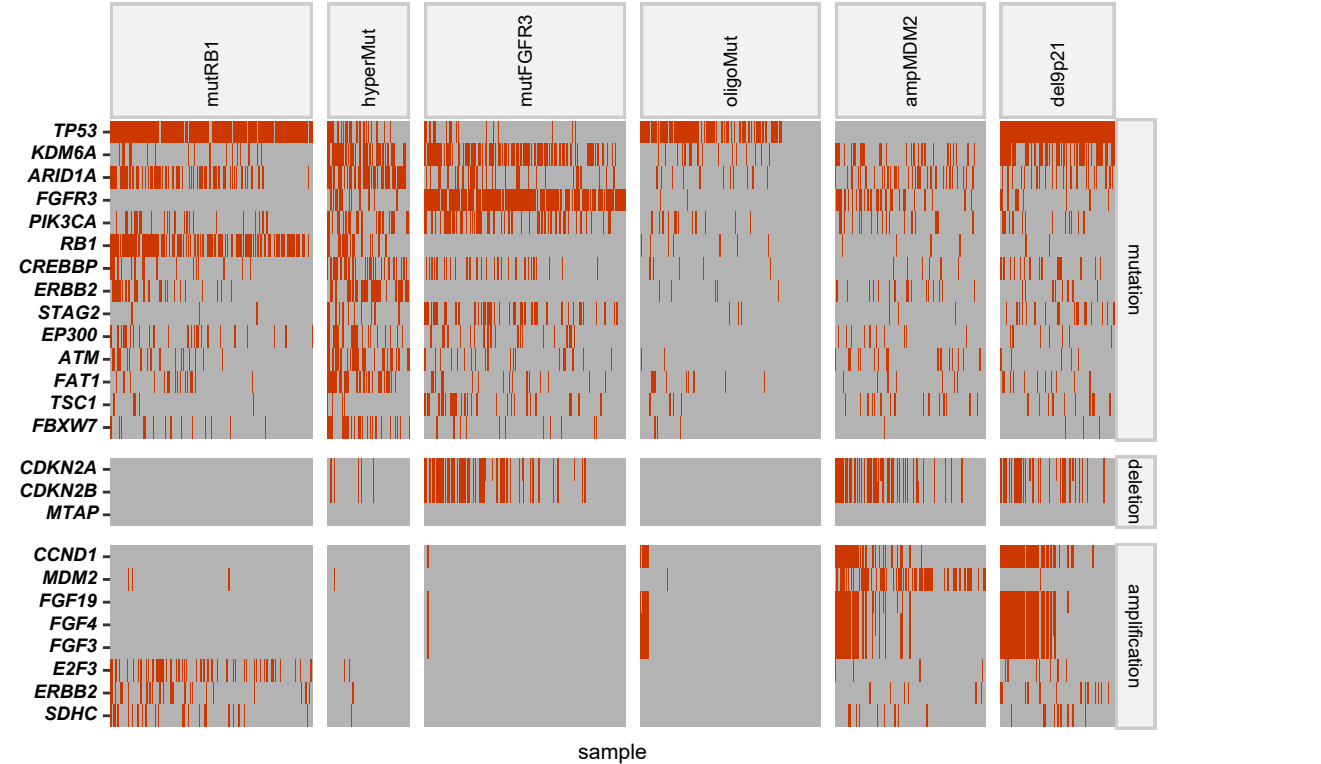 mutRB1
hyperMut
mutFGFR3
oligoMut
ampMDM2
del9p21
TP53
KDM6A
ARID1A
FGFR3
PIK3CA
RB1
CREBBP
ERBB2
STAG2
EP300
ATM
FAT1
TSC1
FBXW7
mutation
CDKN2A
CDKN2B
MTAP
deletion
CCND1
MDM2
FGF19
FGF4
FGF3
E2F3
ERBB2
SDHC
amplification
sample